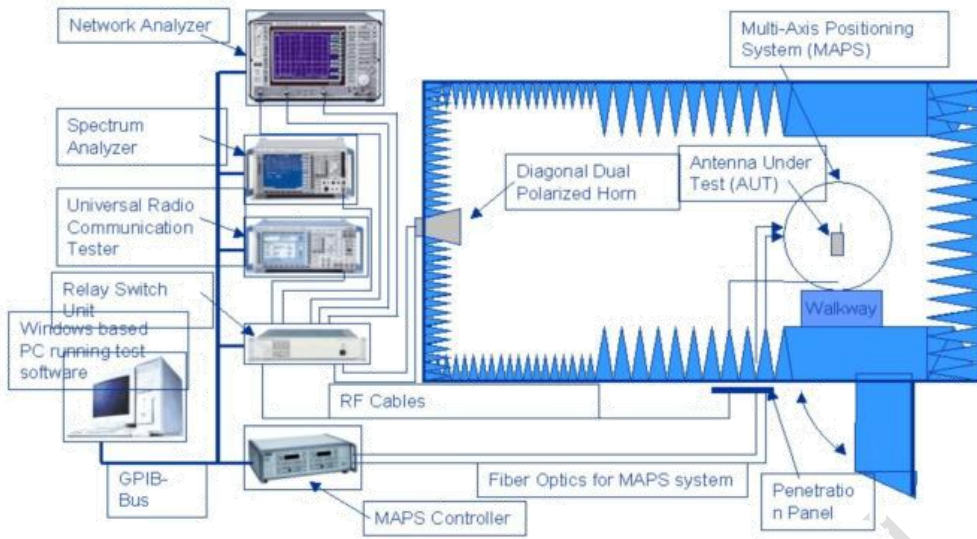 Network Analyzer
Multi-Axis Positioning
System (MAPS)
Spectrum
Analyzer
Diagonal Dual
Polarized Horn
Antenna Under
Test (AUT)
Universal Radio
Communication
Tester
Relay Switch
Unit
Walkway
Windows based
PC running test
software
RF Cables
GPIB-
Bus
Fiber Optics for MAPS system
Penetratio
n Panel
MAPS Controller